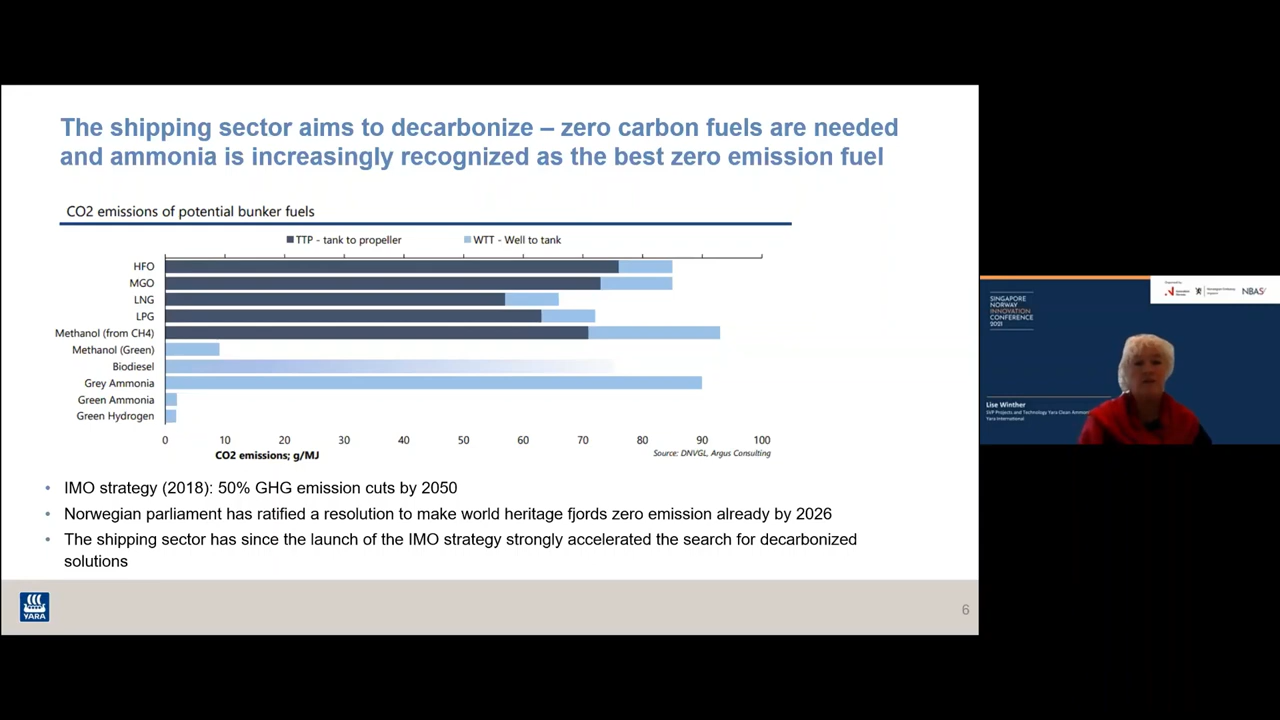 The shipping sector aims to decarbonize – zero carbon fuels are needed
and ammonia is increasingly recognized as the best zero emission fuel
CO2 emissions of potential bunker fuels
TTP - tank to propeller
WTT - Well to tank
HFO
MGO
LNG
LPG
Methanol (from CH4)
Methanol (Green)
Biodiesel
Grey Ammonia
Green Ammonia
Green Hydrogen
0 10 20 30 40 50 60 70 80 90 100
CO2 emissions; g/MJ
Source: DNVGL, Argus Consulting
• IMO strategy (2018): 50% GHG emission cuts by 2050
• Norwegian parliament has ratified a resolution to make world heritage fjords zero emission already by 2026
• The shipping sector has since the launch of the IMO strategy strongly accelerated the search for decarbonized
solutions
YARA
6
SINGAPORE
NORWAY
INNOVATION
CONFERENCE
2021
NBAS
Lise Winther
SVP Projects and Technology Yara Clean Ammon
Yara International